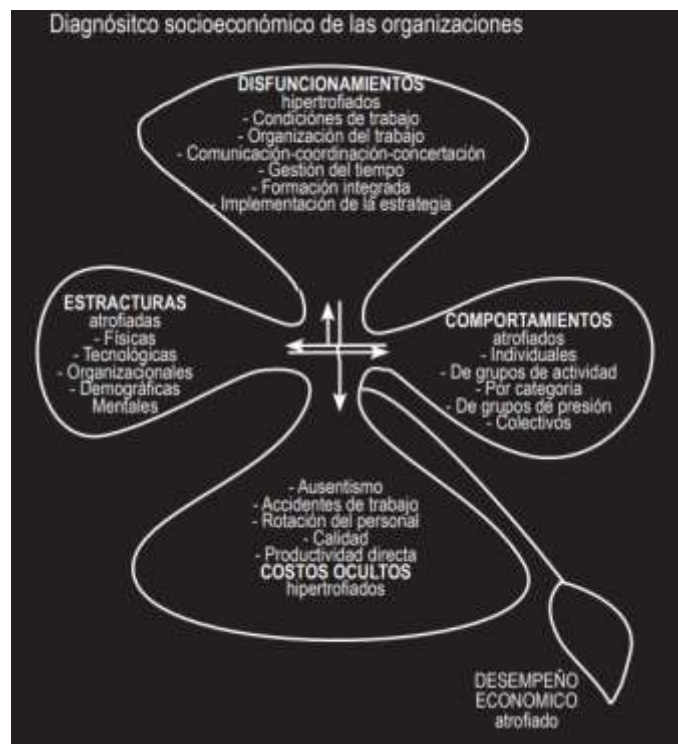 Diagnósitco socioeconómico de las organizaciones
DISFUNCIONAMIENTOS
hipertrofiados
- Condiciónes de trabajo
- Organización del trabajo
- Comunicación-coordinación-concertación
- Gestión del tiempo
- Formación integrada
- Implementación de la estrategia
ESTRACTURAS
atrofiadas
- Físicas
- Tecnológicas
- Organizacionales
- Demográficas
Mentales
COMPORTAMIENTOS
atrofiados
- Individuales
- De grupos de actividad
- Por categoria
- De grupos de presión
- Colectivos
- Ausentismo
- Accidentes de trabajo
- Rotación del personal
- Calidad
- Productividad directa
COSTOS OCULTOS
hipertrofiados
DESEMPEÑO
ECONOMICO
atrofiado